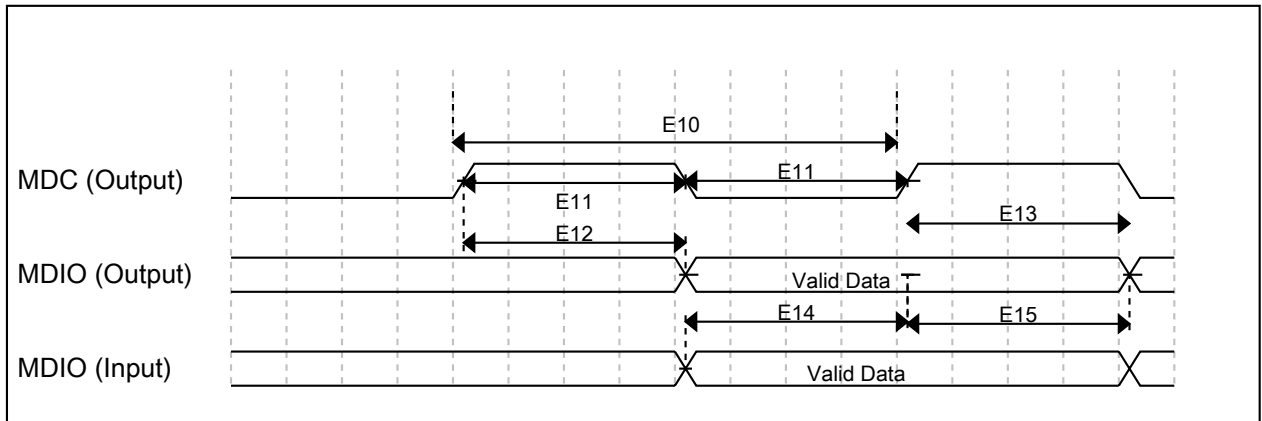 E10
MDC (Output)
E11
E11
E13
E12
MDIO (Output)
Valid Data
E14
E15
MDIO (Input)
Valid Data